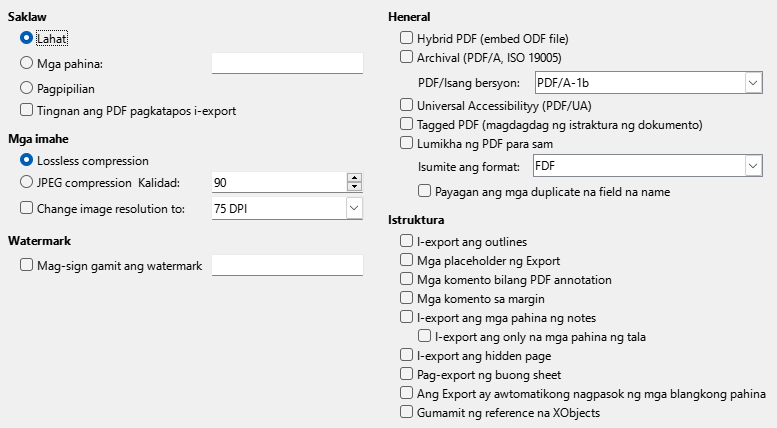 Saklaw
Lahat
Mga pahina:
Pagpipilian
Tingnan ang PDF pagkatapos i-export
Mga imahe
Lossless compression
JPEG compression Kalidad: 90
Change image resolution to: 75 DPI
Watermark
Mag-sign gamit ang watermark
Heneral
Hybrid PDF (embed ODF file)
Archival (PDF/A, ISO 19005)
PDF/Isang bersyon: PDF/A-1b
Universal Accessibilityy (PDF/UA)
Tagged PDF (magdagdag ng istraktura ng dokumento)
Lumikha ng PDF para sam
Isumite ang format: FDF
Payagan ang mga duplicate na field na name
Istruktura
I-export ang outlines
Mga placeholder ng Export
Mga komento bilang PDF annotation
Mga komento sa margin
I-export ang mga pahina ng notes
I-export ang only na mga pahina ng tala
I-export ang hidden page
Pag-export ng buong sheet
Ang Export ay awtomatikong nagpasok ng mga blangkong pahina
Gumamit ng reference na XObjects